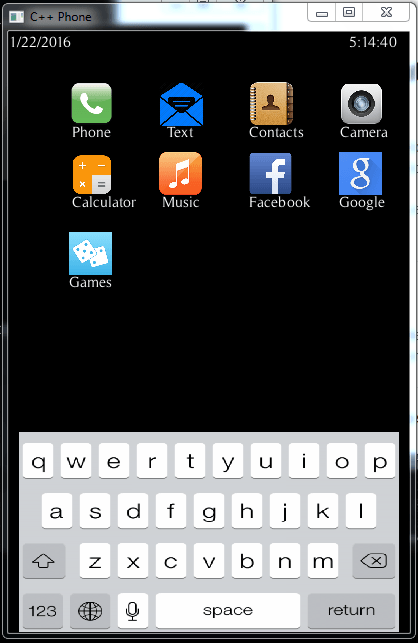 C++ Phone
1/22/2016 5:14:40
Phone Text Contacts Camera
Calculator Music Facebook Google
Games
q w e r t y u i o p
a s d f g h j k l
z x c v b n m
123 space return